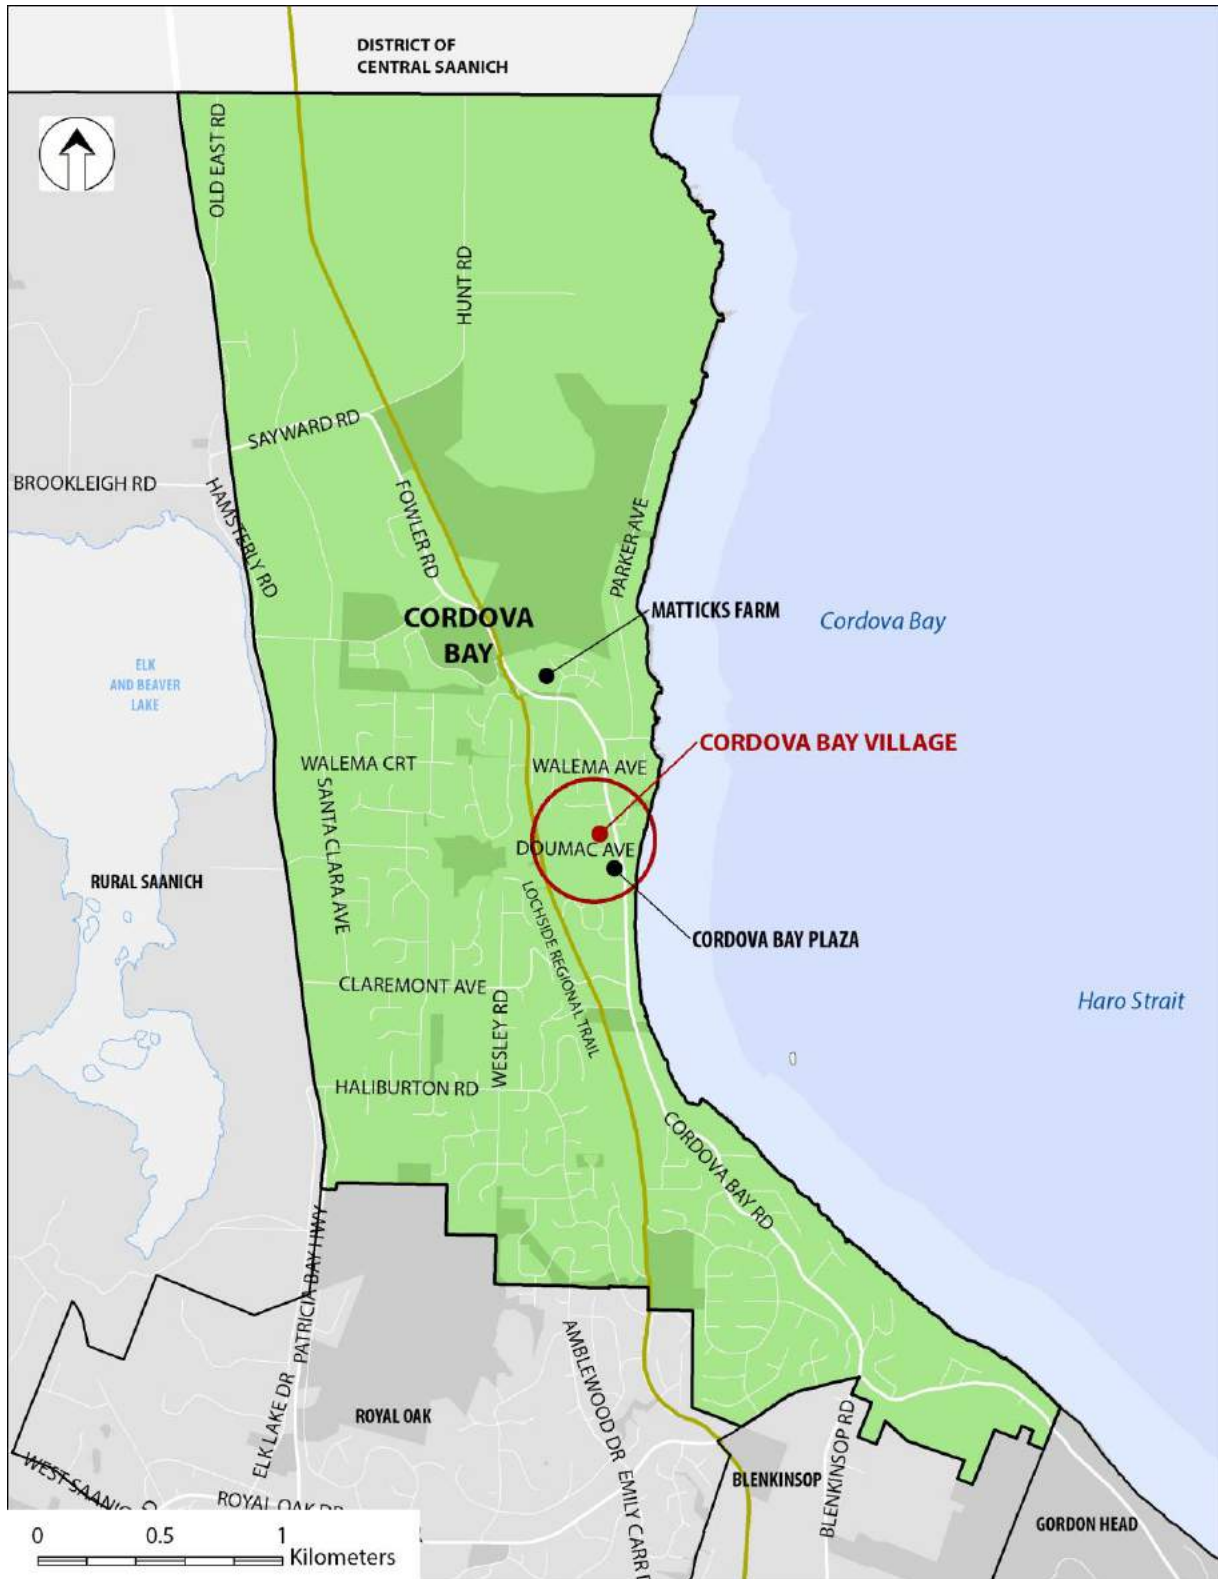 DISTRICT OF
CENTRAL SAANICH
OLD EAST RD
HUNT RD
SAYWARD RD
BROOKLEIGH RD
HAMSTERLY RD
FOWLER RD
PARKER AVE
CORDOVA
BAY
MATTICKS FARM
Cordova Bay
ELK
AND BEAVER
LAKE
CORDOVA BAY VILLAGE
WALEMA CRT
WALEMA AVE
SANTA CLARA AVE
DOUMAC AVE
RURAL SAANICH
LOCHSIDE REGIONAL TRAIL
CORDOVA BAY PLAZA
CLAREMONT AVE
WESLEY RD
Haro Strait
HALIBURTON RD
CORDOVA BAY RD
PATRICIA BAY HWY
ELK LAKE DR
AMBLEWOOD DR
ROYAL OAK
BLENKINSOP RD
BLENKINSOP
EMILY CARR
GORDON HEAD
WEST SAANIC
ROYAL OAK DR
0 0.5 1
Kilometers